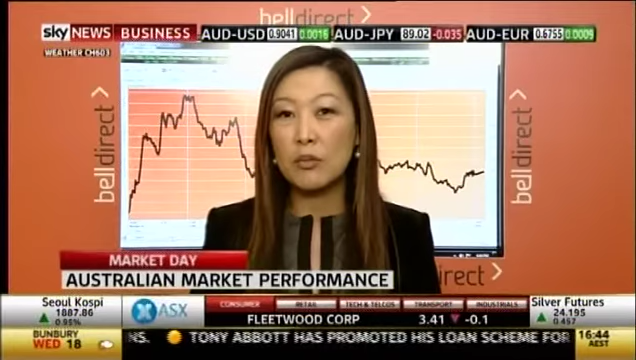 belldirect
sky NEWS BUSINESS AUD-USD 0.9041 0.0016 AUD-JPY 89.02 -0.035 AUD-EUR 0.6755 0.0009
WEATHER CH603
belldirect
belldirect
MARKET DAY
AUSTRALIAN MARKET PERFORMANCE
direct
Seoul Kospi
1887.86
0.95%
ASX
CONSUMER RETAIL TECH & TELCOS TRANSPORT INDUSTRIALS
FLEETWOOD CORP 3.41 -0.1
Silver Futures
24.195
0.457
BUNBURY
WED 18
TONY ABBOTT HAS PROMOTED HIS LOAN SCHEME FOR
16:44
AEST